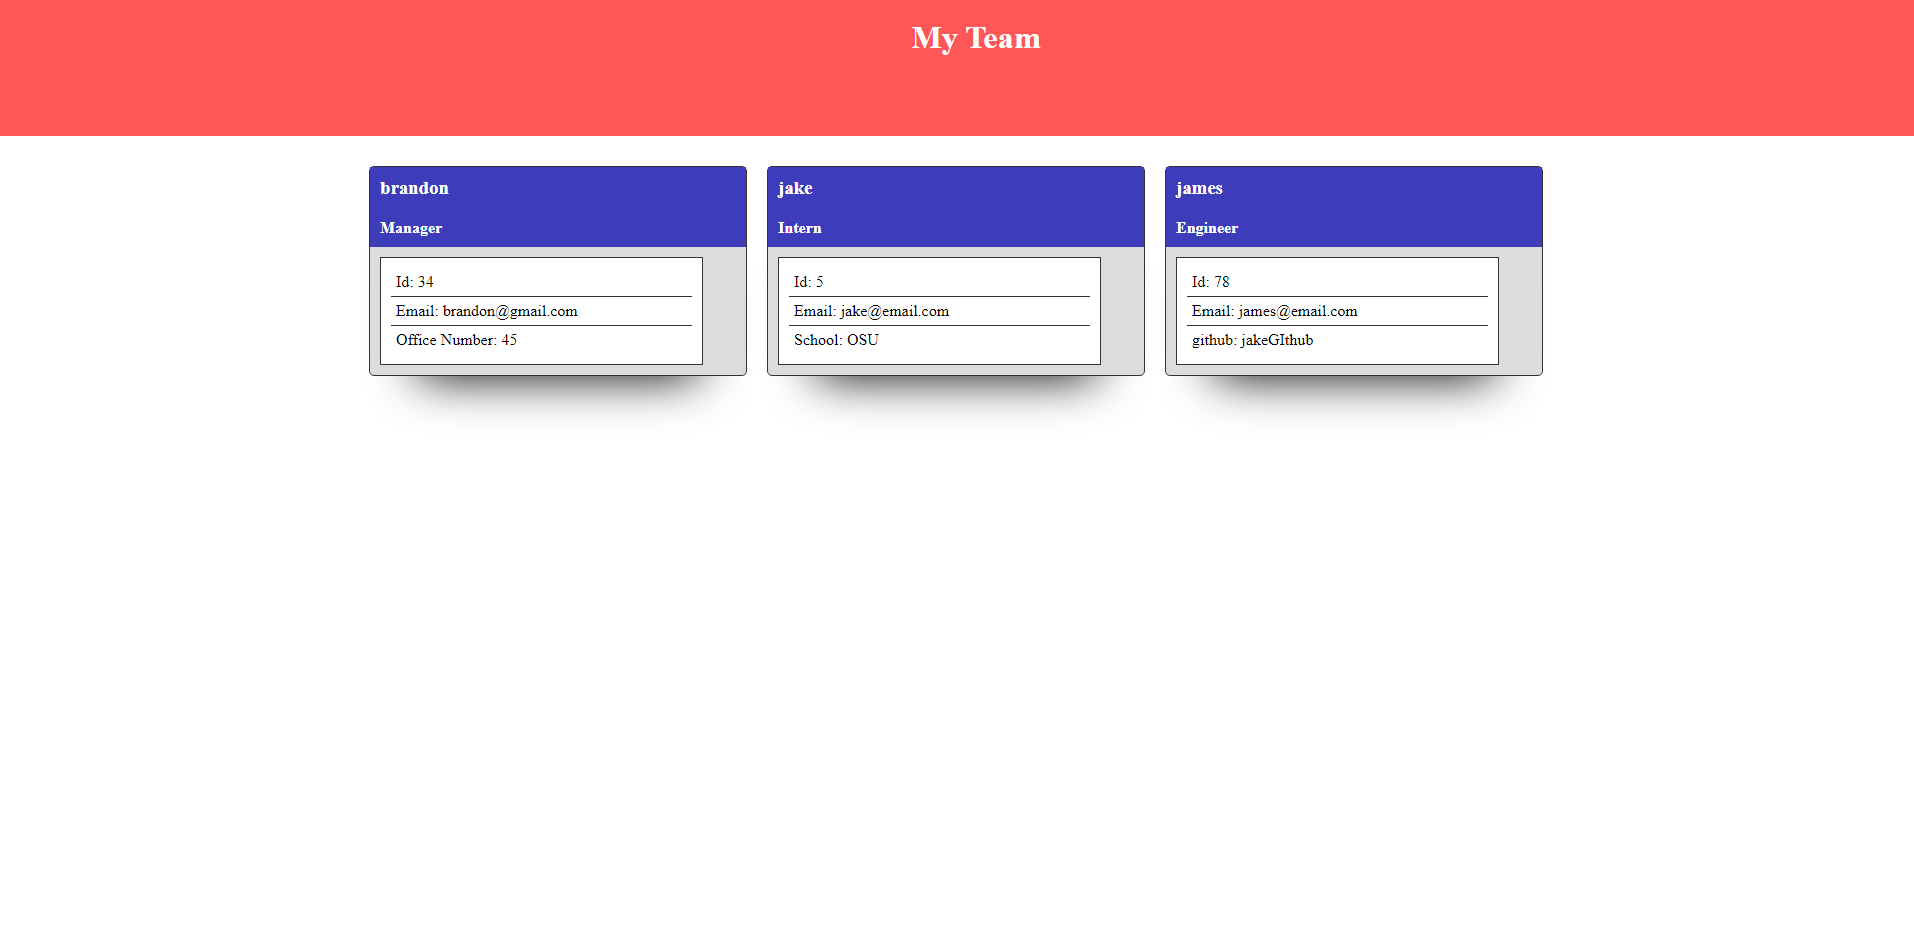 My Team
brandon
Manager
Id: 34
Email: brandon@gmail.com
Office Number: 45
jake
Intern
Id: 5
Email: jake@email.com
School: OSU
james
Engineer
Id: 78
Email: james@email.com
github: jakeGIthub